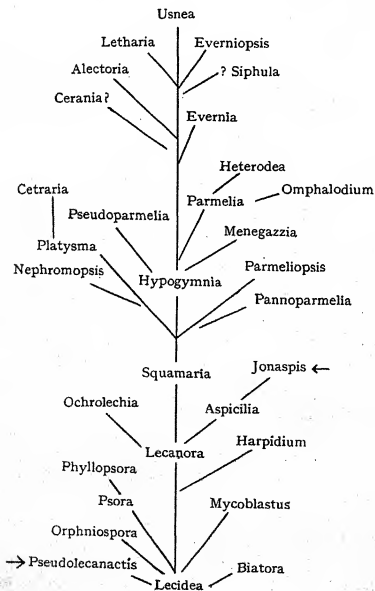 Usnea
Letharia Everniopsis
Alectoria ? Siphula
Cerania?
Evernia
Heterodea
Cetraria Omphalodium
Parmelia
Pseudoparmelia
Menegazzia
Platysma
Nephromopsis Hypogymnia Parmeliopsis
Pannoparmelia
Squamaria Jonaspis ←
Ochrolechia Aspicilia
Lecanora Harpidium
Phyllopsora
Psora Mycoblastus
Orphniospora
→ Pseudolecanactis
Lecidea Biatora